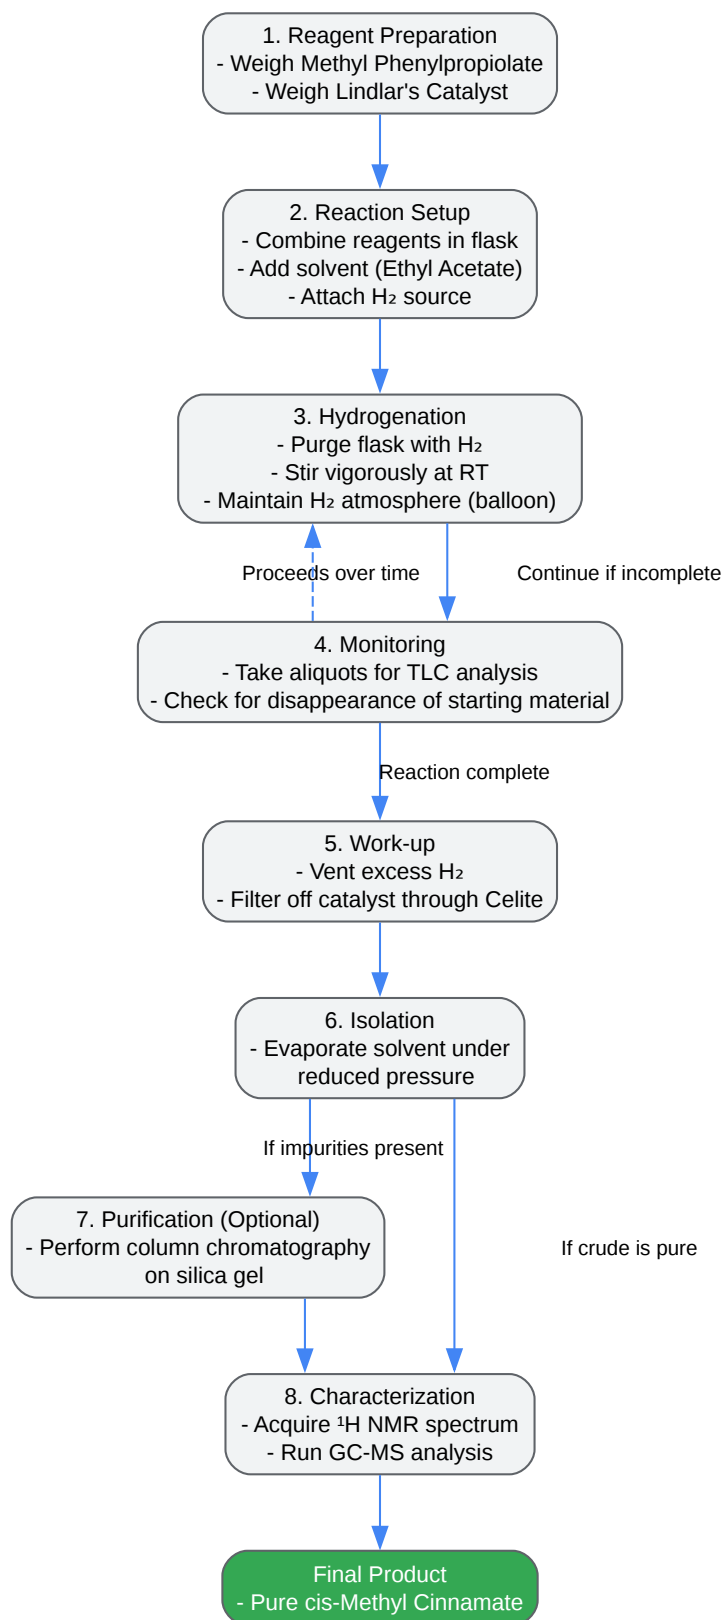 1. Reagent Preparation
- Weigh Methyl Phenylpropiolate
- Weigh Lindlar's Catalyst
2. Reaction Setup
- Combine reagents in flask
- Add solvent (Ethyl Acetate)
- Attach H₂ source
3. Hydrogenation
- Purge flask with H₂
- Stir vigorously at RT
- Maintain H₂ atmosphere (balloon)
Proceeds over time
Continue if incomplete
4. Monitoring
- Take aliquots for TLC analysis
- Check for disappearance of starting material
Reaction complete
5. Work-up
- Vent excess H₂
- Filter off catalyst through Celite
6. Isolation
- Evaporate solvent under
reduced pressure
If impurities present
7. Purification (Optional)
- Perform column chromatography
on silica gel
If crude is pure
8. Characterization
- Acquire ¹H NMR spectrum
- Run GC-MS analysis
Final Product
- Pure cis-Methyl Cinnamate